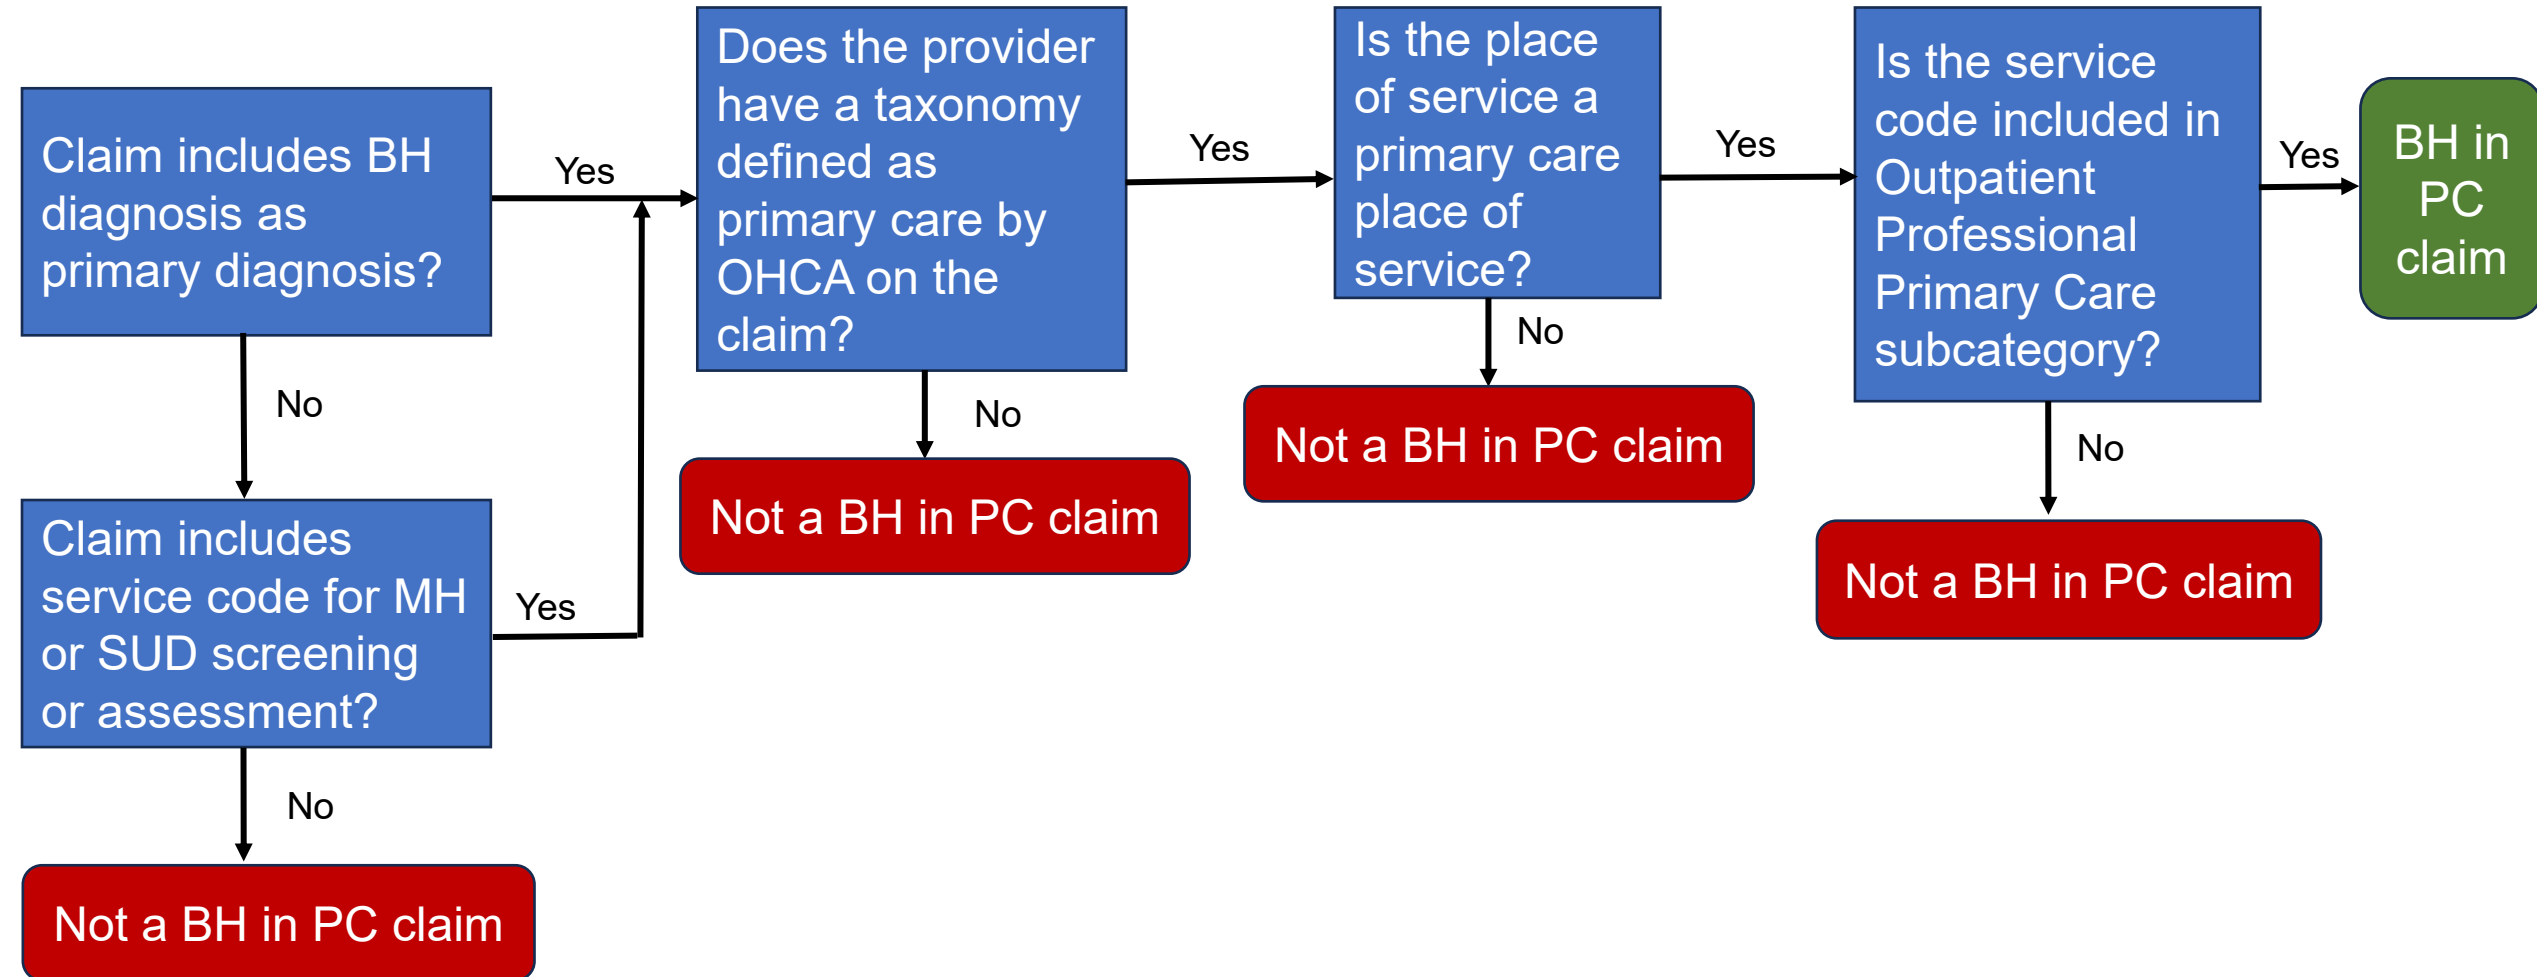 Claim includes BH
diagnosis as
primary diagnosis?
Yes
No
Claim includes
service code for MH
or SUD screening
or assessment?
Yes
No
Not a BH in PC claim
Does the provider
have a taxonomy
defined as
primary care by
OHCA on the
claim?
Yes
No
Not a BH in PC claim
Is the place
of service a
primary care
place of
service?
Yes
No
Not a BH in PC claim
Is the service
code included in
Outpatient
Professional
Primary Care
subcategory?
Yes
No
Not a BH in PC claim
BH in
PC
claim